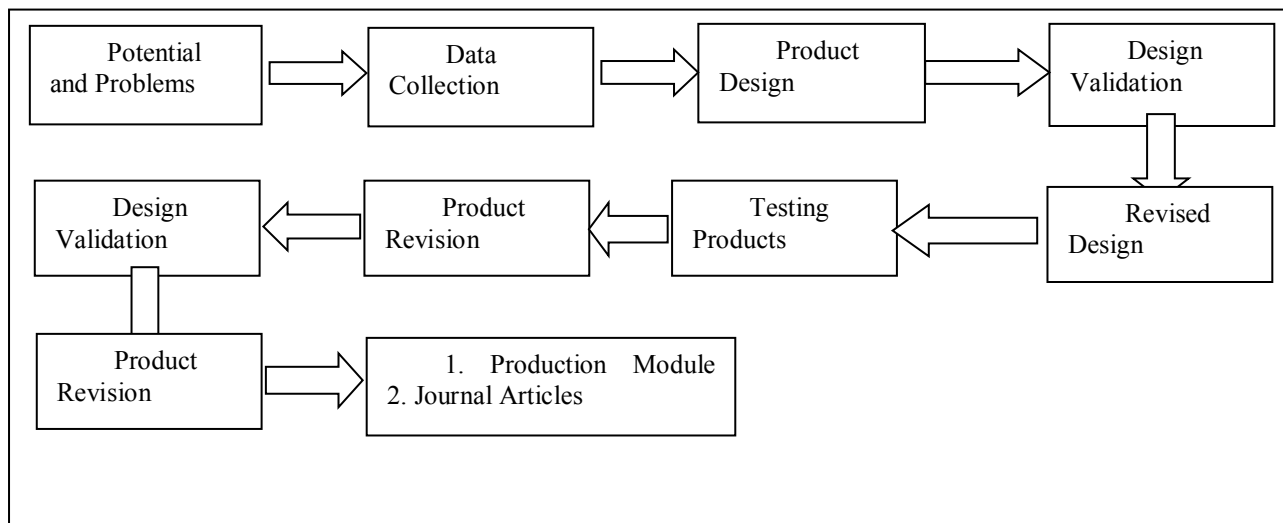 Potential
and Problems
Data
Collection
Product
Design
Design
Validation
Revised
Design
Testing
Products
Product
Revision
Design
Validation
Product
Revision
1. Production Module
2. Journal Articles